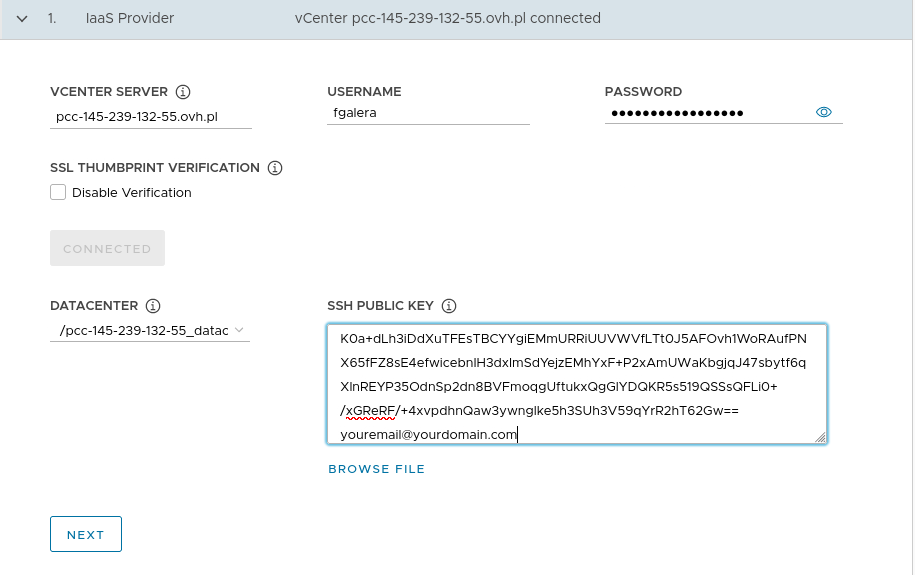 1. IaaS Provider vCenter pcc-145-239-132-55.ovh.pl connected
VCENTER SERVER USERNAME PASSWORD
pcc-145-239-132-55.ovh.pl fgalera ●●●●●●●●●●●●●●●●●
SSL THUMBPRINT VERIFICATION
Disable Verification
CONNECTED
DATACENTER SSH PUBLIC KEY
/pcc-145-239-132-55_datac
K0a+dLh3iDdXuTFEsTBCYYgiEMmURRiUUVWVfLTt0J5AFOvh1WoRAufPN
X65fFZ8sE4efwicebnIH3dxlmSdYejzEMhYxF+P2xAmUWaKbgjqJ47sbytf6q
XlnREYP35OdnSp2dn8BVFmoqgUftukxQgGlYDQKR5s519QSSsQFLi0+
/xGReRF/+4xvpdhnQaw3ywnglke5h3SUh3V59qYrR2hT62Gw==
youremail@yourdomain.com
BROWSE FILE
NEXT